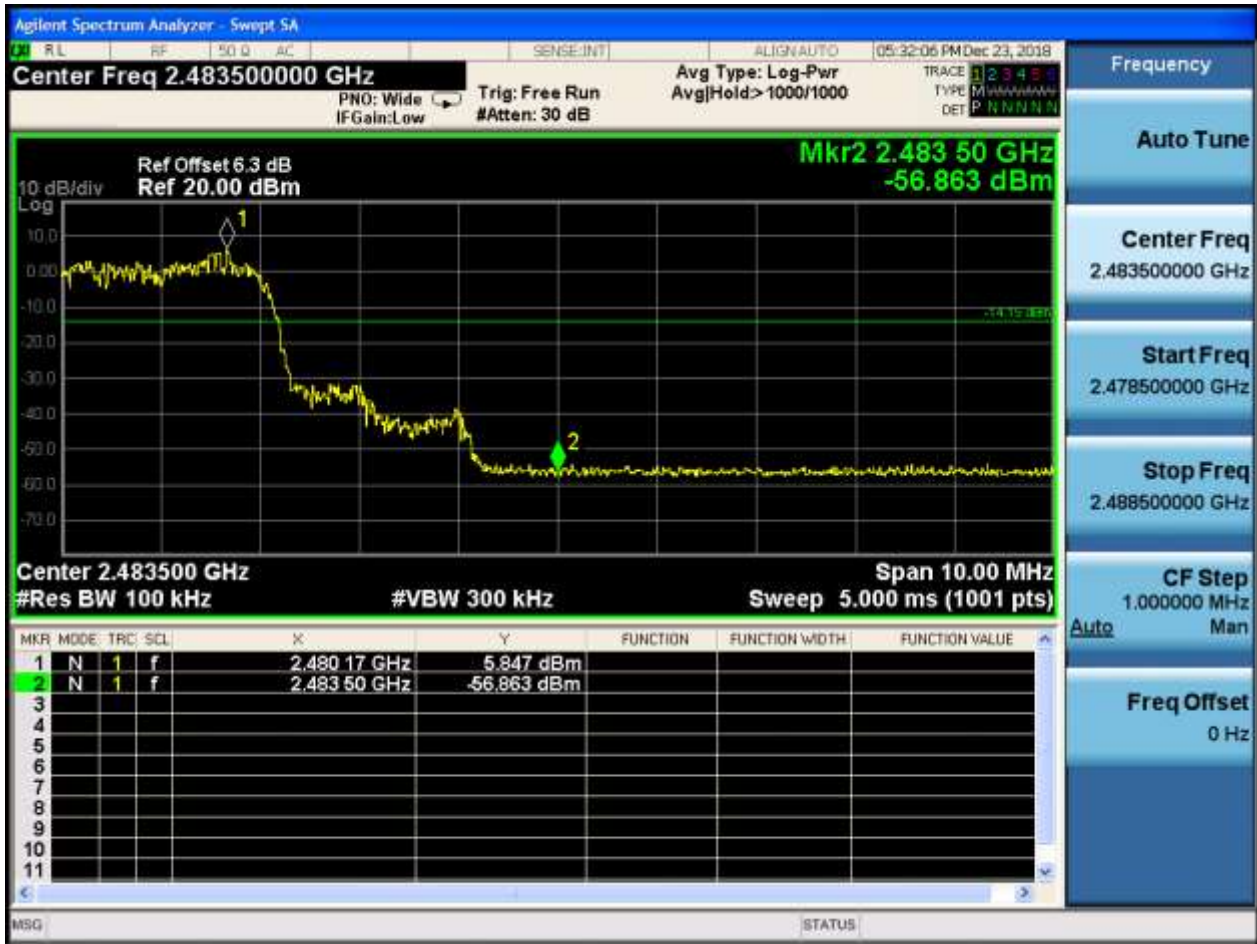 Agilent Spectrum Analyzer - Swept SA
RL RF 50 Ω AC SENSE:INT ALIGNAUTO 05:32:06 PM Dec 23, 2018
Center Freq 2.483500000 GHz
PNO: Wide
IFGain:Low
Trig: Free Run
#Atten: 30 dB
Avg Type: Log-Pwr
Avg|Hold:>1000/1000
TRACE 1 2 3 4 5 6
TYPE M
DET P N N N N N
Ref Offset 6.3 dB
10 dB/div Ref 20.00 dBm
Log
Mkr2 2.483 50 GHz
-56.863 dBm
10.0
0.00
-10.0
-20.0
-30.0
-40.0
-50.0
-60.0
-70.0
1
2
-14.15 dBm
Center 2.483500 GHz Span 10.00 MHz
#Res BW 100 kHz #VBW 300 kHz Sweep 5.000 ms (1001 pts)
MKR MODE TRC SCL X Y FUNCTION FUNCTION WIDTH FUNCTION VALUE
1 N 1 f 2.480 17 GHz 5.847 dBm
2 N 1 f 2.483 50 GHz -56.863 dBm
3
4
5
6
7
8
9
10
11
MSG STATUS
Frequency
Auto Tune
Center Freq
2.483500000 GHz
Start Freq
2.478500000 GHz
Stop Freq
2.488500000 GHz
CF Step
1.000000 MHz
Auto Man
Freq Offset
0 Hz